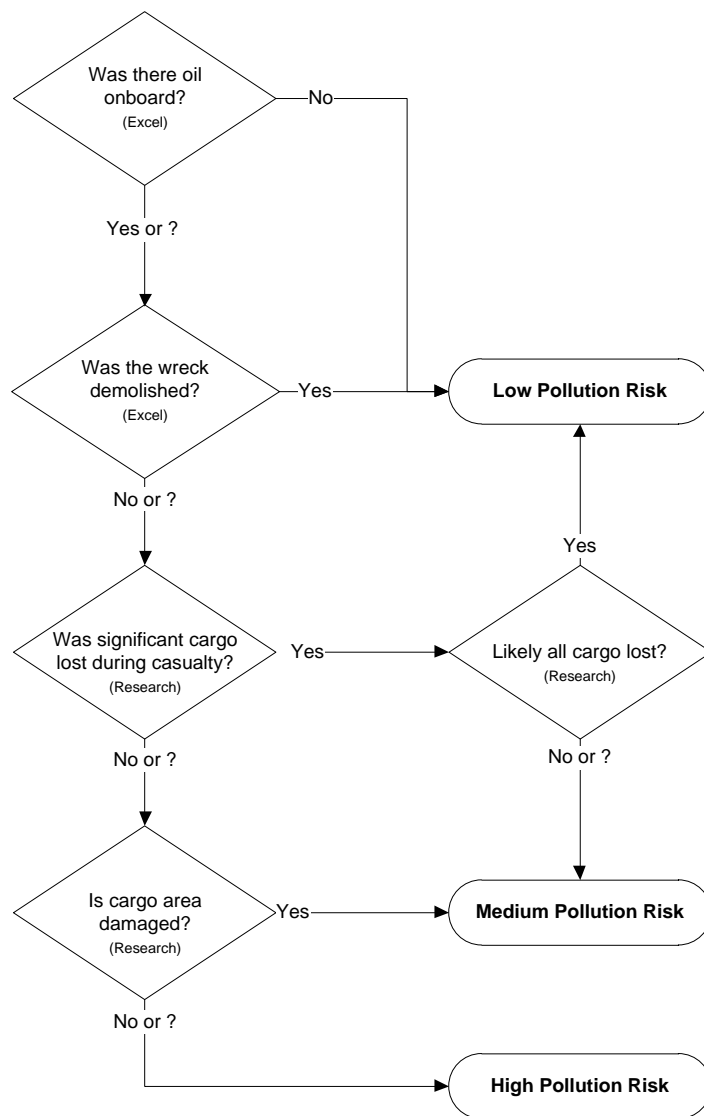 Was there oil
onboard?
(Excel)
No
Yes or ?
Was the wreck
demolished?
(Excel)
Yes
Low Pollution Risk
No or ?
Yes
Was significant cargo
lost during casualty?
(Research)
Yes
Likely all cargo lost?
(Research)
No or ?
No or ?
Is cargo area
damaged?
(Research)
Yes
Medium Pollution Risk
No or ?
High Pollution Risk